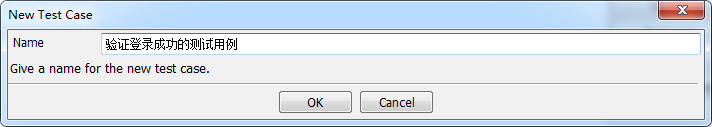 New Test Case
Name 验证登录成功的测试用例
Give a name for the new test case.
OK Cancel